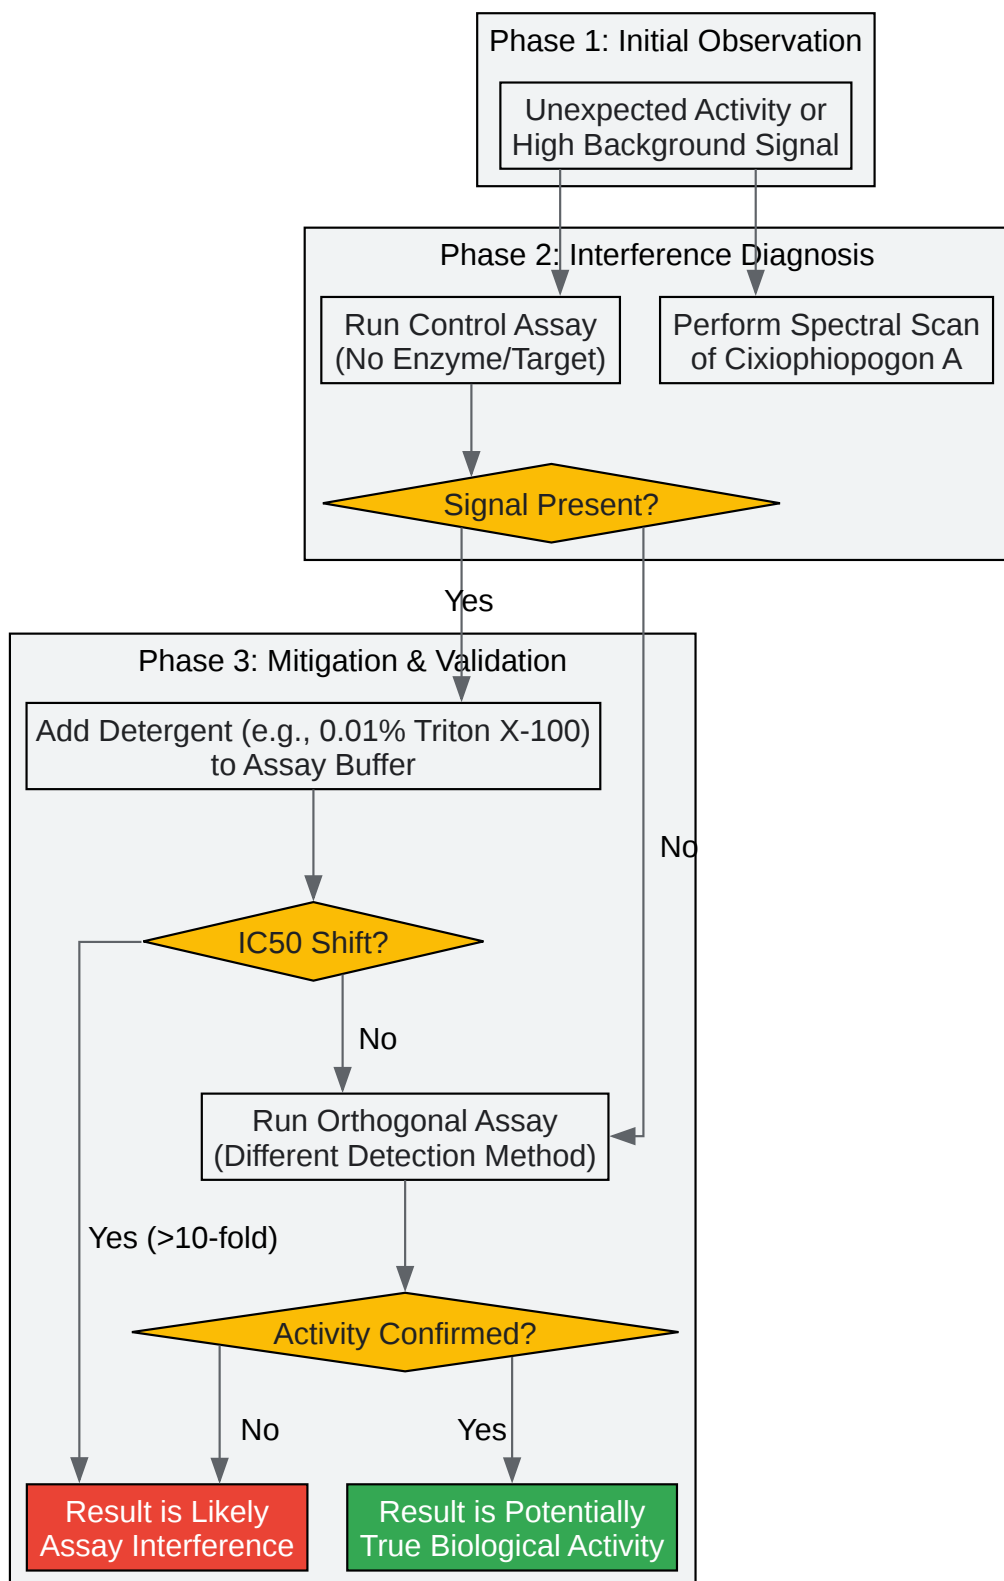 Phase 1: Initial Observation
Unexpected Activity or
High Background Signal
Phase 2: Interference Diagnosis
Run Control Assay
(No Enzyme/Target)
Perform Spectral Scan
of Cixiophiopogon A
Signal Present?
Yes
No
Phase 3: Mitigation & Validation
Add Detergent (e.g., 0.01% Triton X-100)
to Assay Buffer
IC50 Shift?
No
Run Orthogonal Assay
(Different Detection Method)
Yes (>10-fold)
Activity Confirmed?
No
Yes
Result is Likely
Assay Interference
Result is Potentially
True Biological Activity